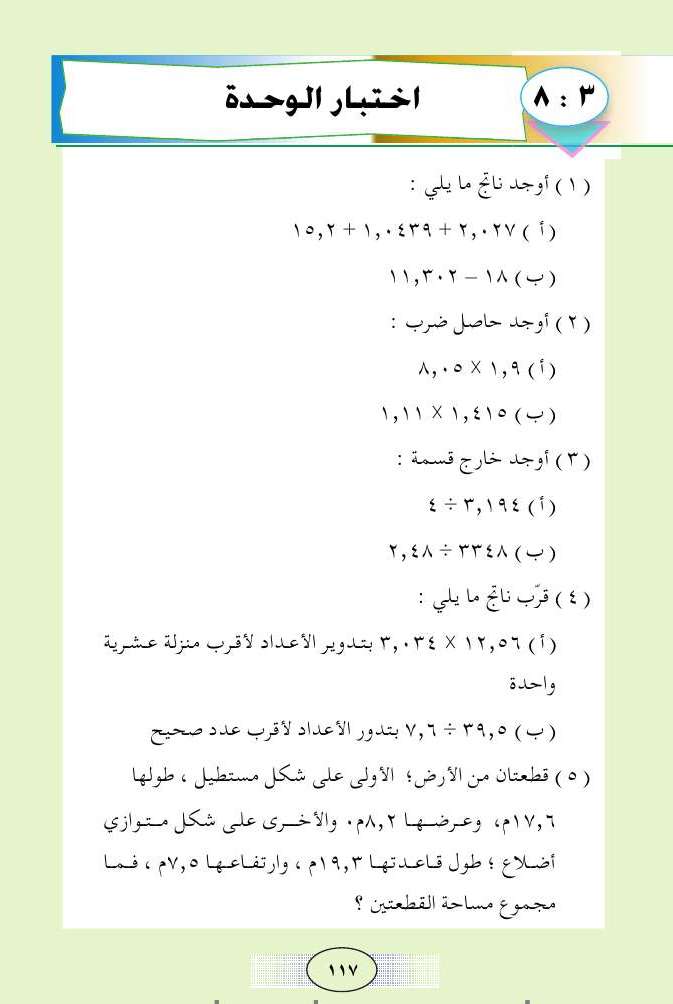 ٣ : ٨
اختبار الوحدة
(١) أوجد ناتج ما يلي :
(أ) ٢,٠٢٧ + ١,٠٤٣٩ + ١٥,٢
(ب) ١٨ – ١١,٣٠٢
(٢) أوجد حاصل ضرب :
(أ) ١,٩ × ٨,٠٥
(ب) ١,٤١٥ × ١,١١
(٣) أوجد خارج قسمة :
(أ) ٣,١٩٤ ÷ ٤
(ب) ٣٣٤٨ ÷ ٢,٤٨
(٤) قرّب ناتج ما يلي :
(أ) ١٢,٥٦ × ٣,٠٣٤ بتدوير الأعداد لأقرب منزلة عشرية
واحدة
(ب) ٣٩,٥ ÷ ٧,٦ بتدور الأعداد لأقرب عدد صحيح
(٥) قطعتان من الأرض؛ الأولى على شكل مستطيل ، طولها
١٧,٦م، وعرضها ٨,٢م٠ والأخرى على شكل متوازي
أضلاع ؛ طول قاعدتها ١٩,٣م ، وارتفاعها ٧,٥م ، فما
مجموع مساحة القطعتين ؟
١١٧